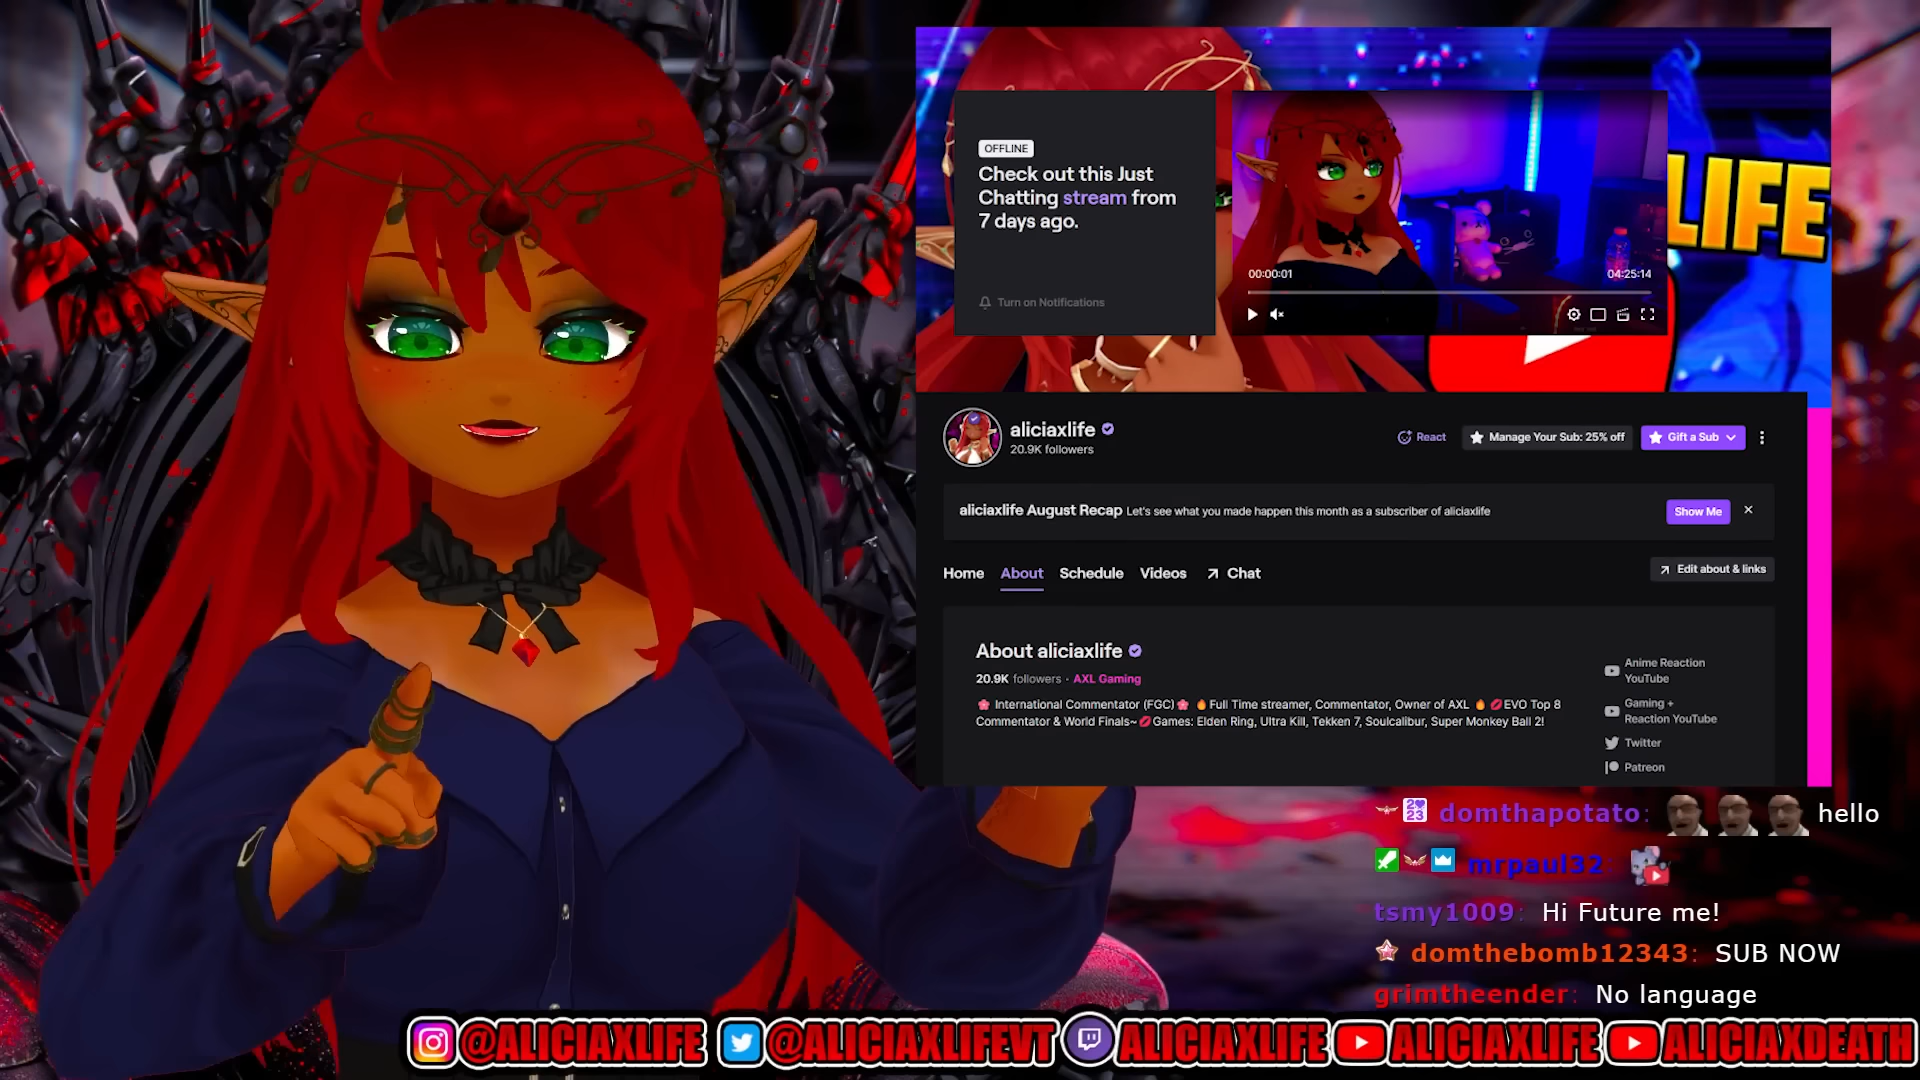 OFFLINE
Check out this Just
Chatting stream from
7 days ago.
Turn on Notifications
00:00:01
04:25:14
LIFE
aliciaxlife
20.9K followers
React
Manage Your Sub: 25% off
Gift a Sub
aliciaxlife August Recap Let's see what you made happen this month as a subscriber of aliciaxlife
Show Me
Home About Schedule Videos Chat
Edit about & links
About aliciaxlife
20.9K followers · AXL Gaming
🌸 International Commentator (FGC)🌸 🔥Full Time streamer, Commentator, Owner of AXL 🔥 💋EVO Top 8
Commentator & World Finals~💋Games: Elden Ring, Ultra Kill, Tekken 7, Soulcalibur, Super Monkey Ball 2!
Anime Reaction
YouTube
Gaming +
Reaction YouTube
Twitter
Patreon
2023 domthapotato: hello
mrpaul32:
tsmy1009: Hi Future me!
domthebomb12343: SUB NOW
grimtheender: No language
@ALICIAXLIFE @ALICIAXLIFEVT ALICIAXLIFE ALICIAXLIFE ALICIAXDEATH